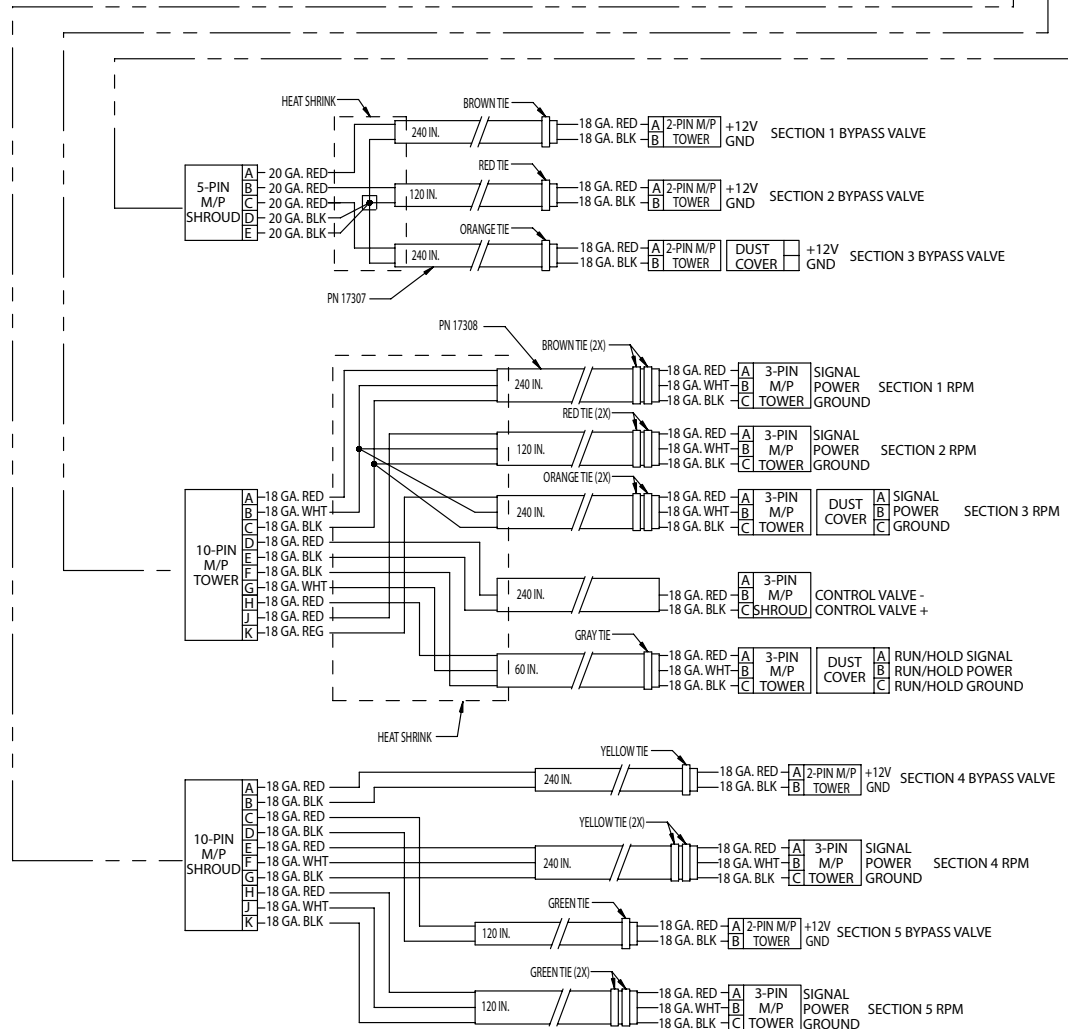 HEAT SHRINK
BROWN TIE
240 IN.
18 GA. RED A 2-PIN M/P +12V
18 GA. BLK B TOWER GND
SECTION 1 BYPASS VALVE
RED TIE
5-PIN
M/P
SHROUD
A 20 GA. RED
B 20 GA. RED
C 20 GA. RED
D 20 GA. BLK
E 20 GA. BLK
120 IN.
18 GA. RED A 2-PIN M/P +12V
18 GA. BLK B TOWER GND
SECTION 2 BYPASS VALVE
ORANGE TIE
240 IN.
18 GA. RED A 2-PIN M/P DUST +12V
18 GA. BLK B TOWER COVER GND
SECTION 3 BYPASS VALVE
PN 17307
PN 17308
BROWN TIE (2X)
240 IN.
18 GA. RED A 3-PIN SIGNAL
18 GA. WHT B M/P POWER
18 GA. BLK C TOWER GROUND
SECTION 1 RPM
RED TIE (2X)
120 IN.
18 GA. RED A 3-PIN SIGNAL
18 GA. WHT B M/P POWER
18 GA. BLK C TOWER GROUND
SECTION 2 RPM
ORANGE TIE (2X)
240 IN.
18 GA. RED A 3-PIN DUST A SIGNAL
18 GA. WHT B M/P COVER B POWER
18 GA. BLK C TOWER C GROUND
SECTION 3 RPM
10-PIN
M/P
TOWER
A 18 GA. RED
B 18 GA. WHT
C 18 GA. BLK
D 18 GA. RED
E 18 GA. BLK
F 18 GA. BLK
G 18 GA. WHT
H 18 GA. RED
J 18 GA. RED
K 18 GA. REG
240 IN.
A 3-PIN
18 GA. RED B M/P CONTROL VALVE -
18 GA. BLK C SHROUD CONTROL VALVE +
GRAY TIE
60 IN.
18 GA. RED A 3-PIN DUST A RUN/HOLD SIGNAL
18 GA. WHT B M/P COVER B RUN/HOLD POWER
18 GA. BLK C TOWER C RUN/HOLD GROUND
HEAT SHRINK
YELLOW TIE
240 IN.
18 GA. RED A 2-PIN M/P +12V
18 GA. BLK B TOWER GND
SECTION 4 BYPASS VALVE
10-PIN
M/P
SHROUD
A 18 GA. RED
B 18 GA. BLK
C 18 GA. RED
D 18 GA. BLK
E 18 GA. RED
F 18 GA. WHT
G 18 GA. BLK
H 18 GA. RED
J 18 GA. WHT
K 18 GA. BLK
YELLOW TIE (2X)
240 IN.
18 GA. RED A 3-PIN SIGNAL
18 GA. WHT B M/P POWER
18 GA. BLK C TOWER GROUND
SECTION 4 RPM
GREEN TIE
120 IN.
18 GA. RED A 2-PIN M/P +12V
18 GA. BLK B TOWER GND
SECTION 5 BYPASS VALVE
GREEN TIE (2X)
120 IN.
18 GA. RED A 3-PIN SIGNAL
18 GA. WHT B M/P POWER
18 GA. BLK C TOWER GROUND
SECTION 5 RPM